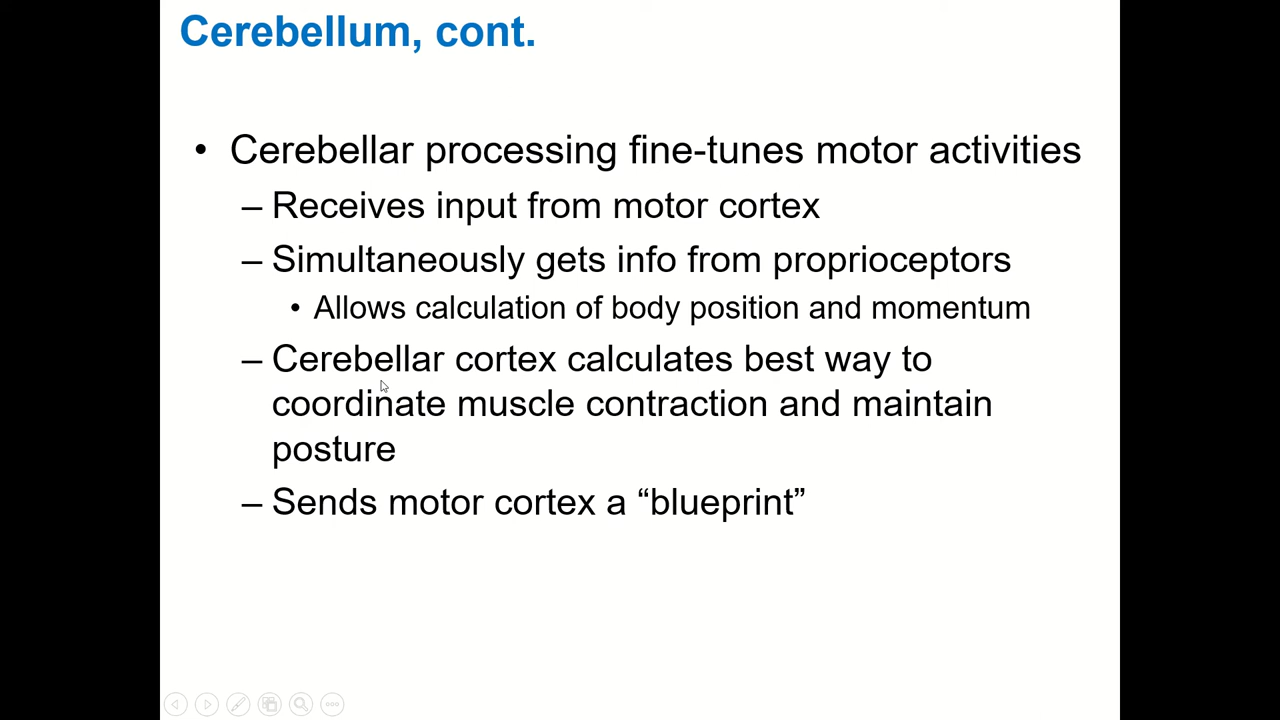 Cerebellum, cont.
• Cerebellar processing fine-tunes motor activities
– Receives input from motor cortex
– Simultaneously gets info from proprioceptors
• Allows calculation of body position and momentum
– Cerebellar cortex calculates best way to
coordinate muscle contraction and maintain
posture
– Sends motor cortex a “blueprint”